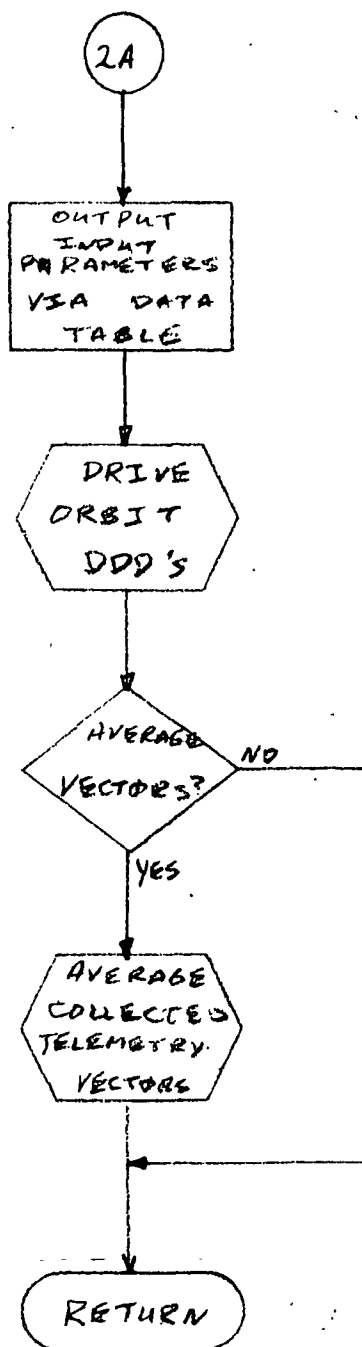 2A
OUTPUT
INPUT
PARAMETERS
VIA DATA
TABLE
DRIVE
ORBIT
DDD's
AVERAGE
VECTORS?
NO
YES
AVERAGE
COLLECTED
TELEMETRY
VECTORS
RETURN